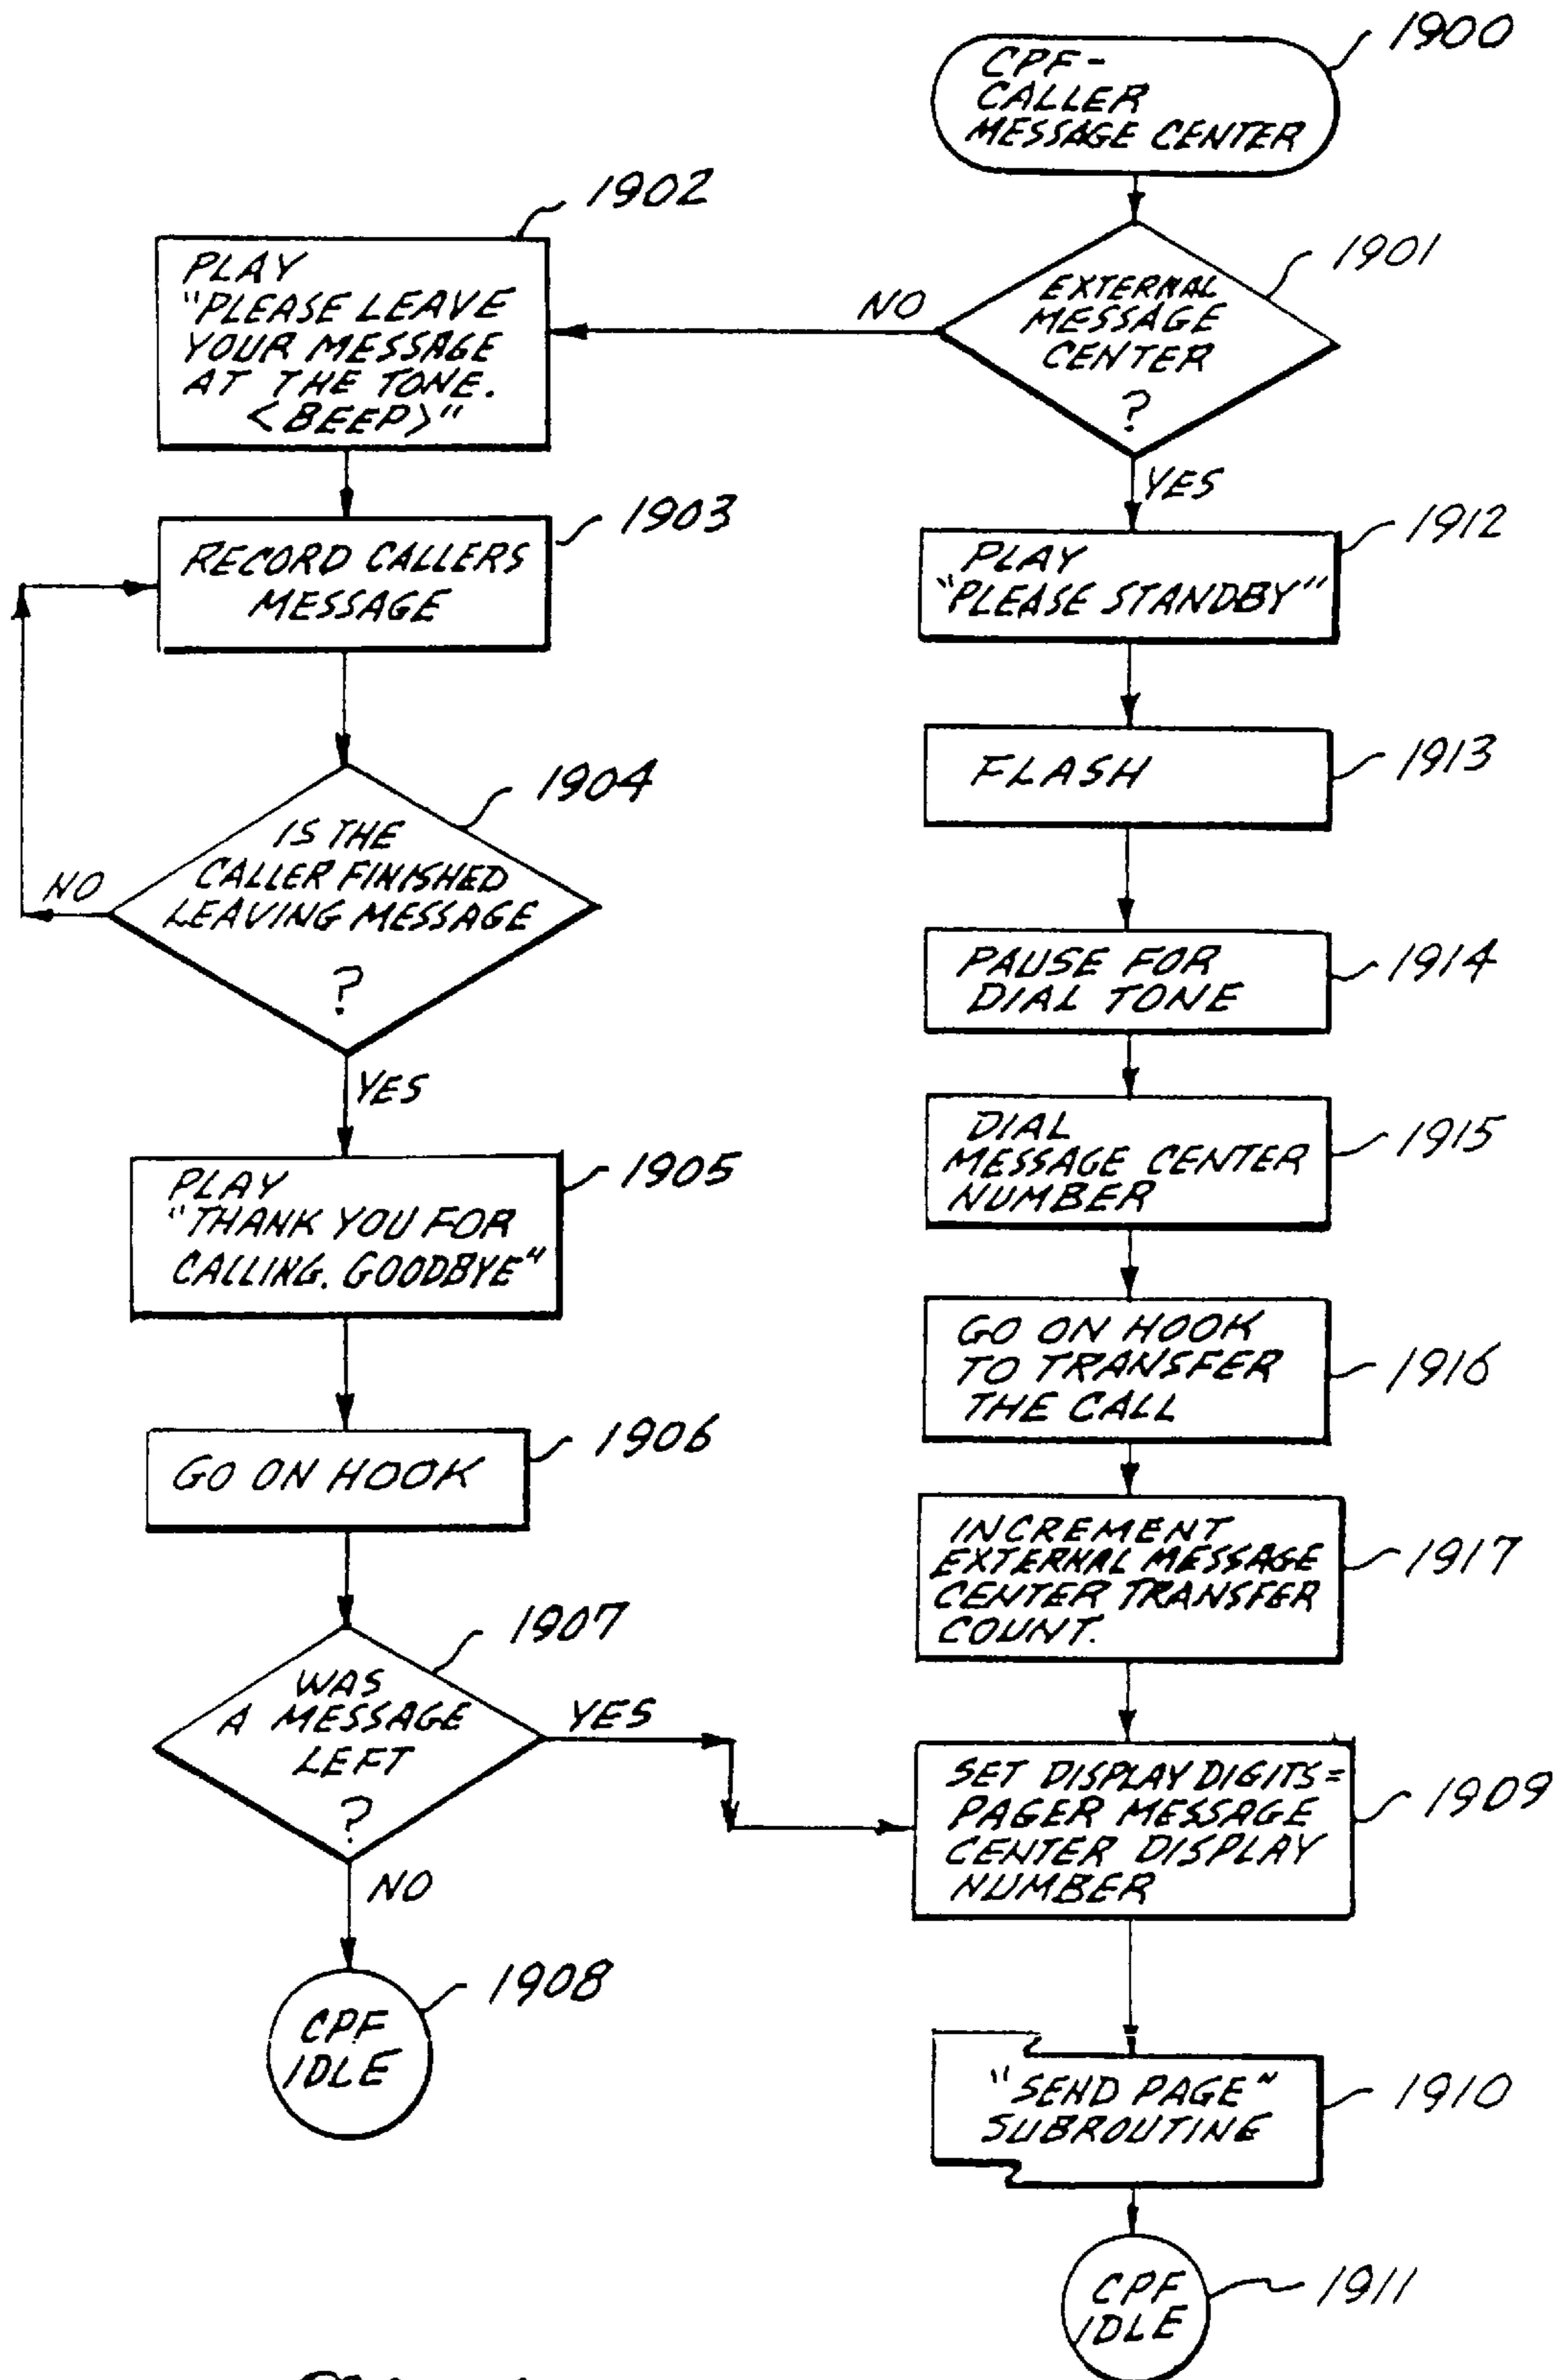 1900
CPF-
CALLER
MESSAGE CENTER
1901
EXTERNAL
MESSAGE
CENTER
?
NO
YES
1902
PLAY
"PLEASE LEAVE
YOUR MESSAGE
AT THE TONE.
<BEEP>"
1903
RECORD CALLERS
MESSAGE
1904
IS THE
CALLER FINISHED
LEAVING MESSAGE
?
NO
YES
1905
PLAY
"THANK YOU FOR
CALLING. GOODBYE"
1906
GO ON HOOK
1907
WAS
A MESSAGE
LEFT
?
YES
NO
1908
CPF
IDLE
1912
PLAY
"PLEASE STANDBY"
1913
FLASH
1914
PAUSE FOR
DIAL TONE
1915
DIAL
MESSAGE CENTER
NUMBER
1916
GO ON HOOK
TO TRANSFER
THE CALL
1917
INCREMENT
EXTERNAL MESSAGE
CENTER TRANSFER
COUNT.
1909
SET DISPLAY DIGITS=
PAGER MESSAGE
CENTER DISPLAY
NUMBER
1910
"SEND PAGE"
SUBROUTINE
1911
CPF
IDLE